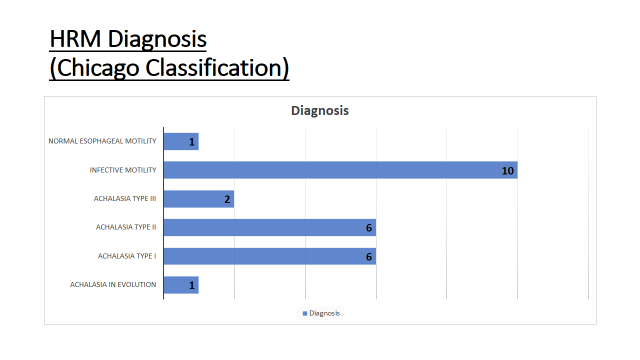 HRM Diagnosis
(Chicago Classification)
Diagnosis
NORMAL ESOPHAGEAL MOTILITY 1
INFECTIVE MOTILITY 10
ACHALASIA TYPE III 2
ACHALASIA TYPE II 6
ACHALASIA TYPE I 6
ACHALASIA IN EVOLUTION 1
Diagnosis